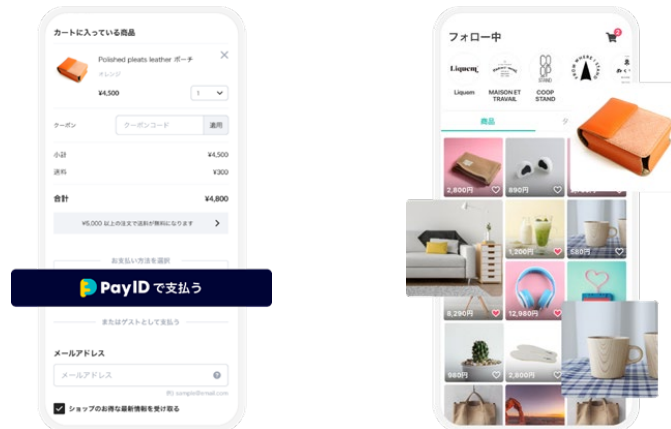 カートに入っている商品
Polished pleats leather ポーチ
オレンジ
¥4,500
1
クーポン
クーポンコード
適用
小計
¥4,500
送料
¥300
合計
¥4,800
¥5,000 以上の注文で送料が無料になります
お支払い方法を選択
PayID で支払う
またはゲストとして支払う
メールアドレス
メールアドレス
例) sample@email.com
ショップのお得な最新情報を受け取る
フォロー中
2
Liquem
COOP
STAND
KNOW WHERE I STAND
Liquem
MAISON ET
TRAVAIL
COOP
STAND
商品
2,800円
890円
1,200円
580円
8,290円
12,980円
980円
2,800円